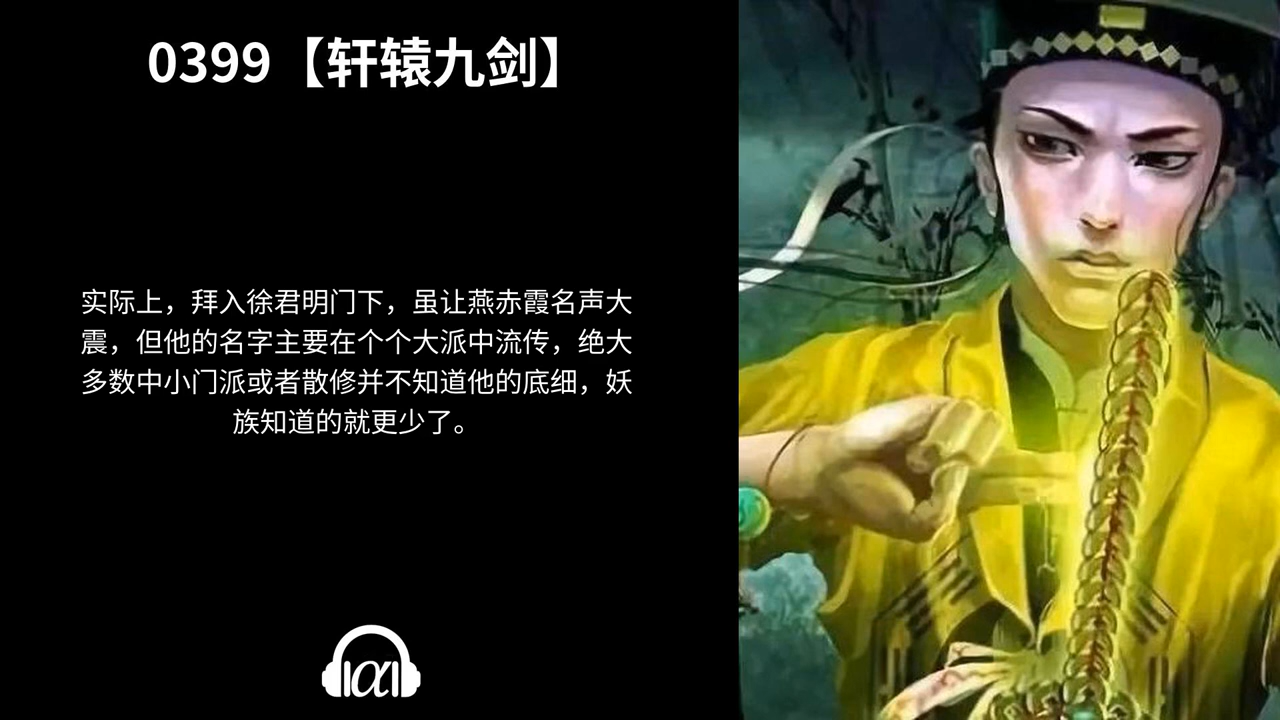 0399【轩辕九剑】
实际上，拜入徐君明门下，虽让燕赤霞名声大
震，但他的名字主要在个个大派中流传，绝大
多数中小门派或者散修并不知道他的底细，妖
族知道的就更少了。